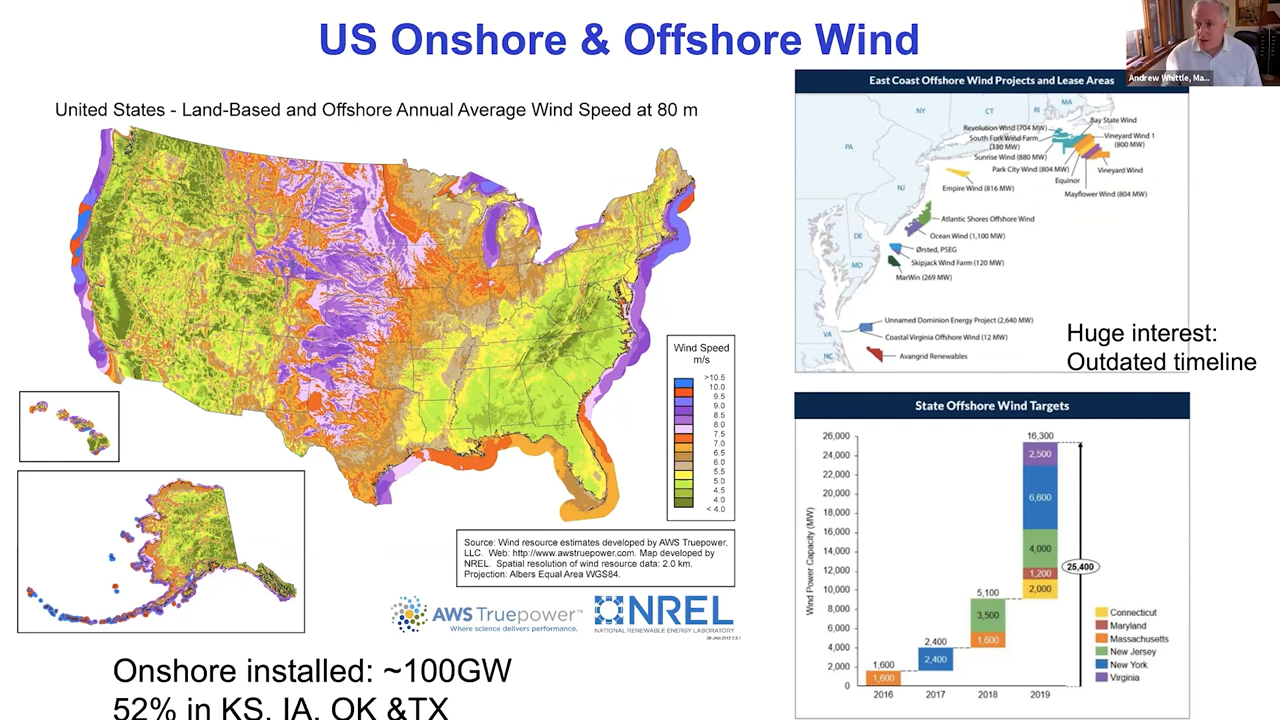 US Onshore & Offshore Wind
Andrew Whittle, Ma...
United States - Land-Based and Offshore Annual Average Wind Speed at 80 m
Wind Speed
m/s
>10.5
10.0
9.5
9.0
8.5
8.0
7.5
7.0
6.5
6.0
5.5
5.0
4.5
4.0
< 4.0
Source: Wind resource estimates developed by AWS Truepower,
LLC. Web: http://www.awstruepower.com. Map developed by
NREL. Spatial resolution of wind resource data: 2.0 km.
Projection: Albers Equal Area WGS84.
AWS Truepower™
Where science delivers performance.
NREL
NATIONAL RENEWABLE ENERGY LABORATORY
Onshore installed: ~100GW
52% in KS, IA, OK &TX
East Coast Offshore Wind Projects and Lease Areas
NY
CT
RI
MA
PA
NJ
DE
MD
VA
NC
Bay State Wind
Revolution Wind (704 MW)
Vineyard Wind 1
(800 MW)
South Fork Wind Farm
(130 MW)
Sunrise Wind (880 MW)
Park City Wind (804 MW)
Vineyard Wind
Equinor
Empire Wind (816 MW)
Mayflower Wind (804 MW)
Atlantic Shores Offshore Wind
Ocean Wind (1,100 MW)
Ørsted, PSEG
Skipjack Wind Farm (120 MW)
MarWin (269 MW)
Unnamed Dominion Energy Project (2,640 MW)
Coastal Virginia Offshore Wind (12 MW)
Avangrid Renewables
Huge interest:
Outdated timeline
State Offshore Wind Targets
Wind Power Capacity (MW)
26,000
24,000
22,000
20,000
18,000
16,000
14,000
12,000
10,000
8,000
6,000
4,000
2,000
0
1,600
1,600
2,400
2,400
5,100
3,500
1,600
16,300
2,500
6,600
4,000
1,200
2,000
25,400
2016
2017
2018
2019
Connecticut
Maryland
Massachusetts
New Jersey
New York
Virginia